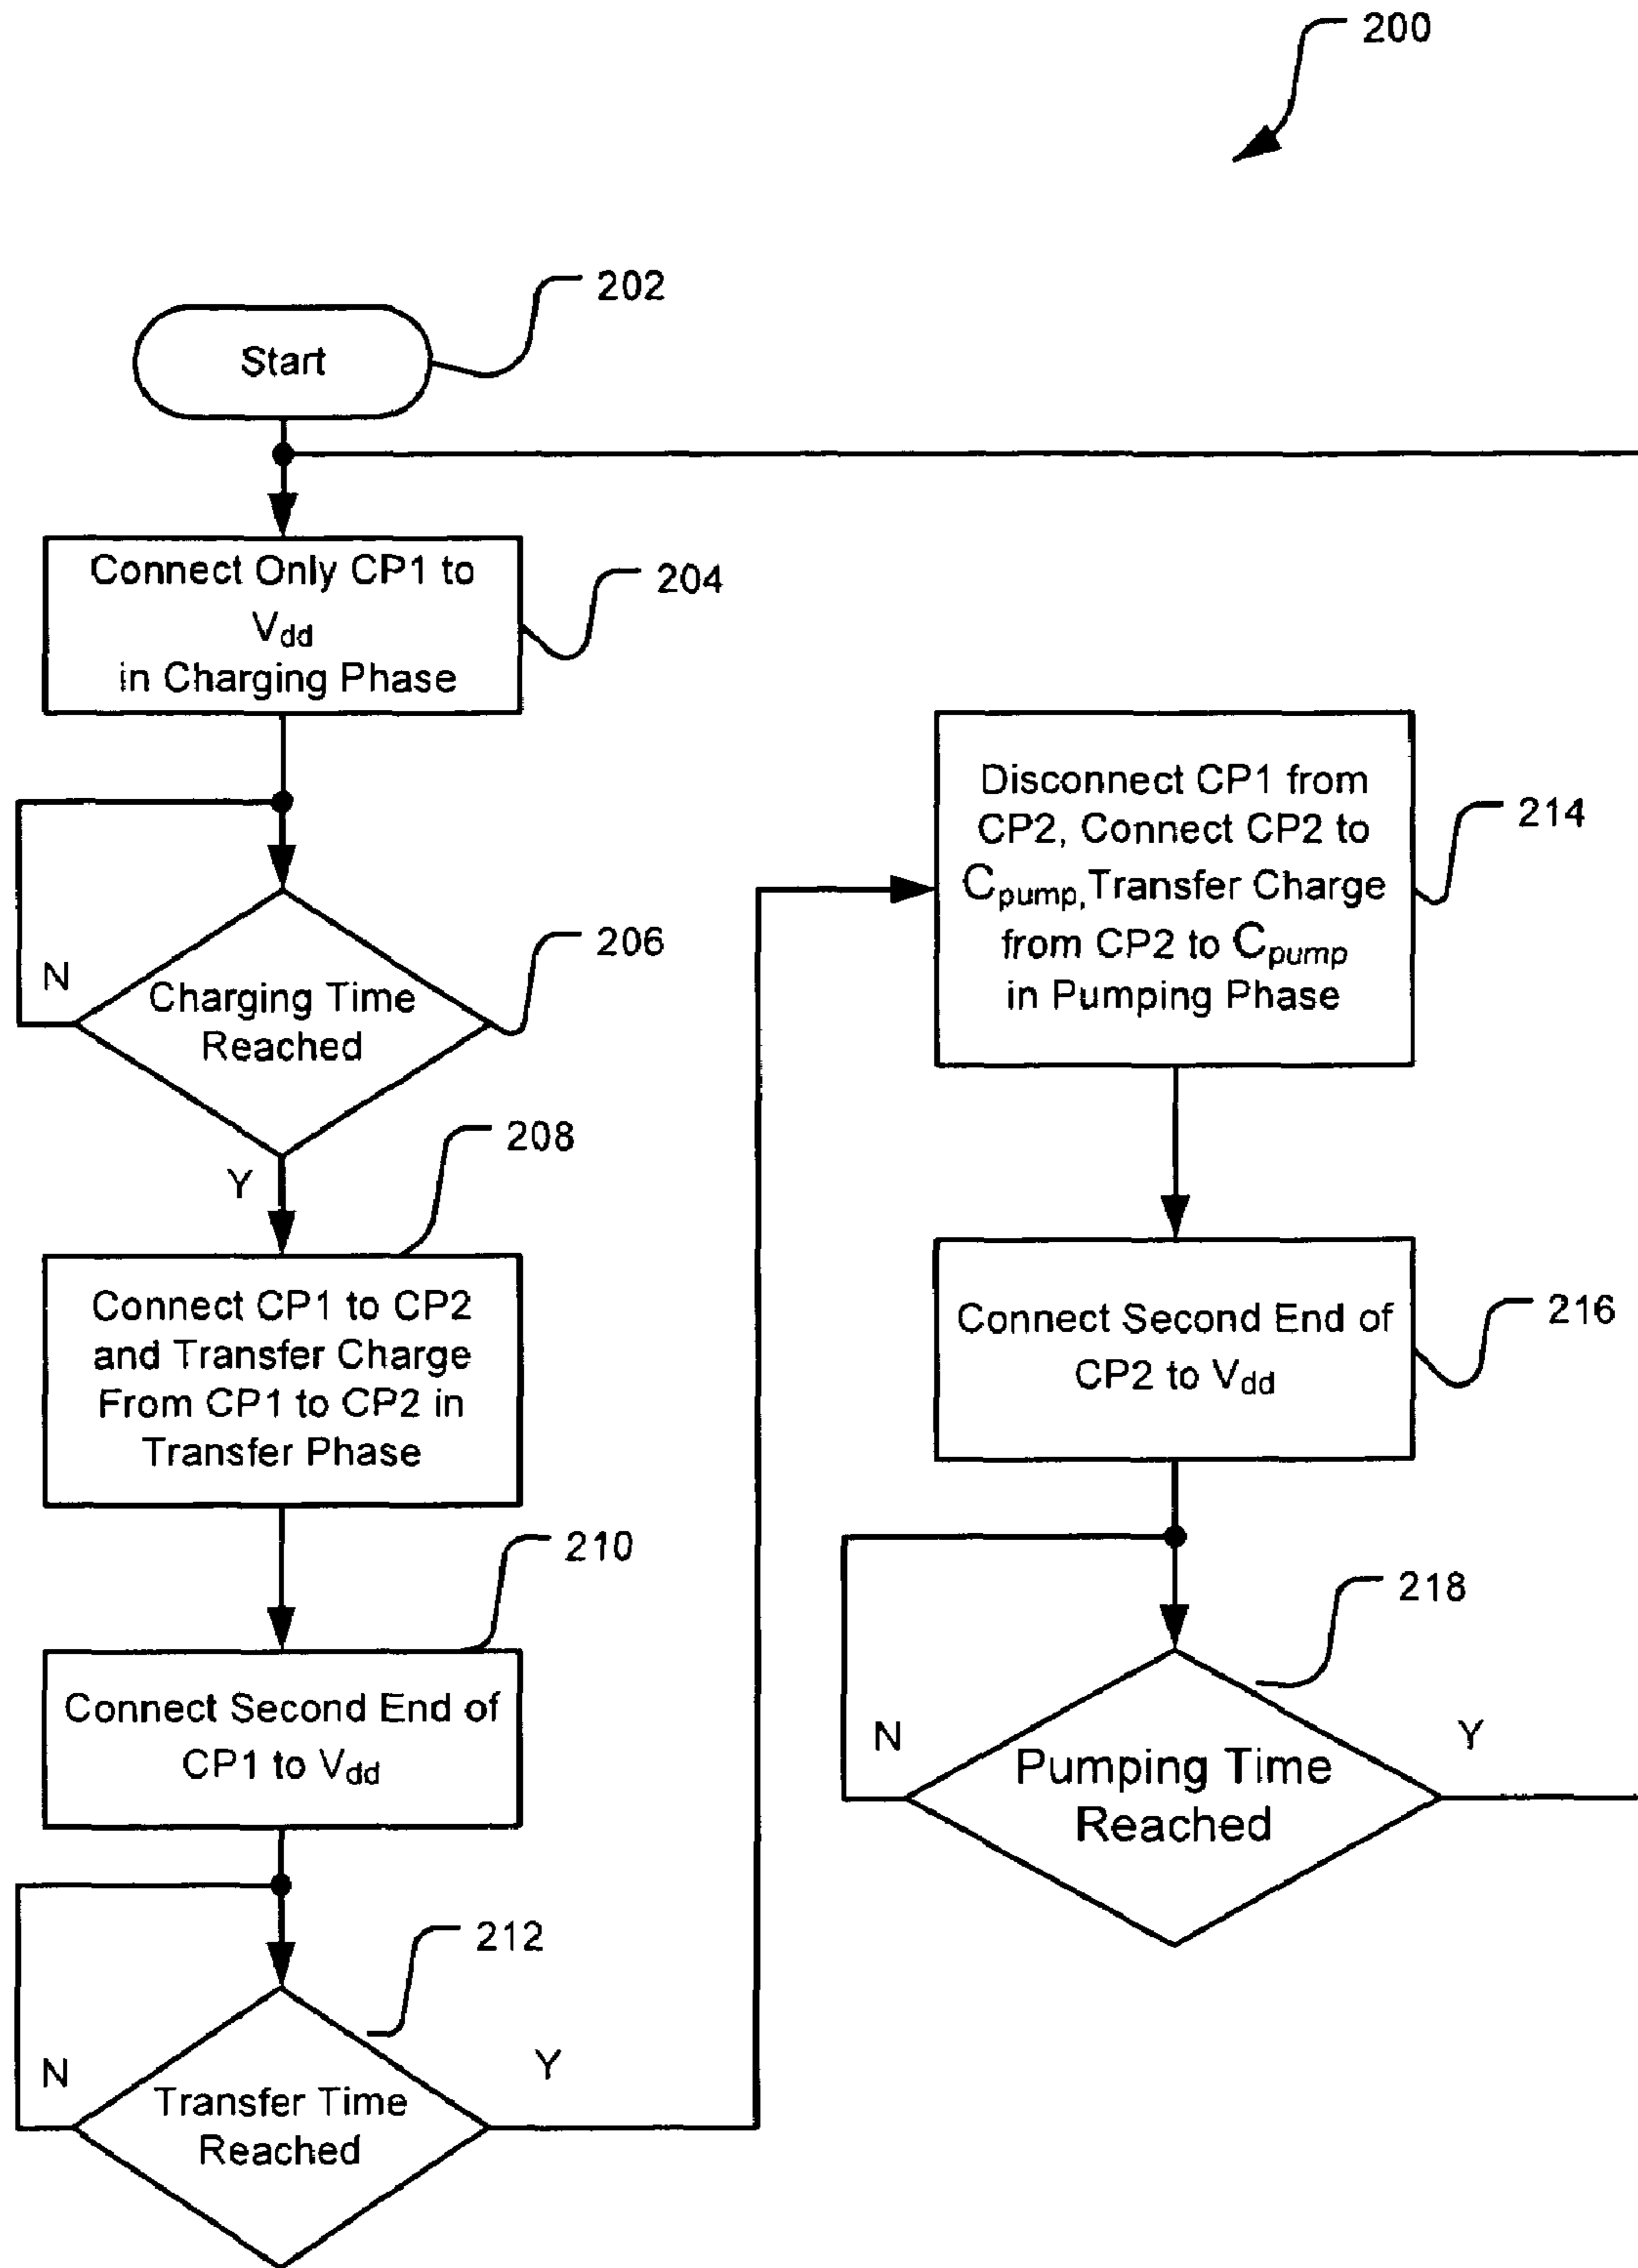 200
Start
202
Connect Only CP1 to
Vdd
in Charging Phase
204
N
Charging Time
Reached
206
Y
208
Connect CP1 to CP2
and Transfer Charge
From CP1 to CP2 in
Transfer Phase
210
Connect Second End of
CP1 to Vdd
212
N
Transfer Time
Reached
Y
Disconnect CP1 from
CP2, Connect CP2 to
Cpump,Transfer Charge
from CP2 to Cpump
in Pumping Phase
214
Connect Second End of
CP2 to Vdd
216
218
N
Pumping Time
Reached
Y